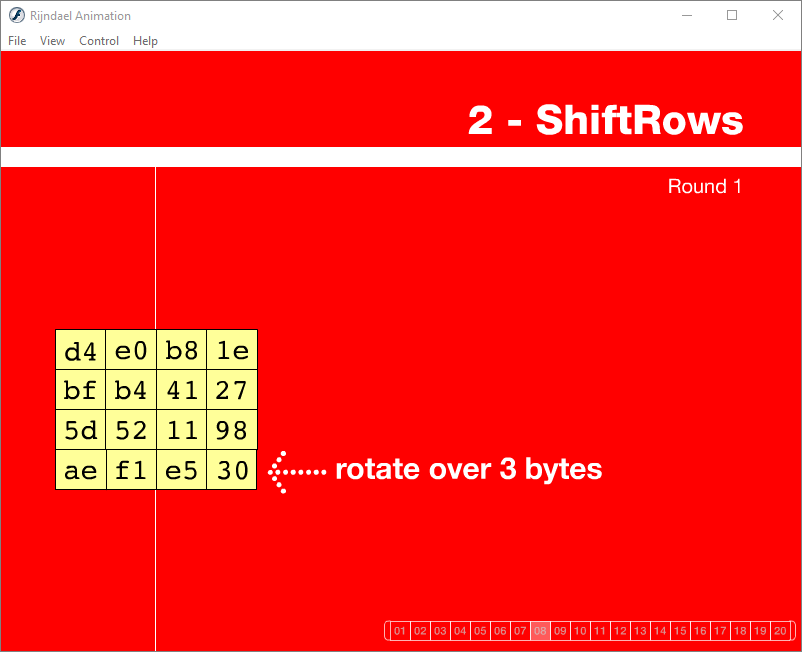 Rijndael Animation
File View Control Help
2 - ShiftRows
Round 1
d4 e0 b8 1e
bf b4 41 27
5d 52 11 98
ae f1 e5 30
rotate over 3 bytes
01 02 03 04 05 06 07 08 09 10 11 12 13 14 15 16 17 18 19 20